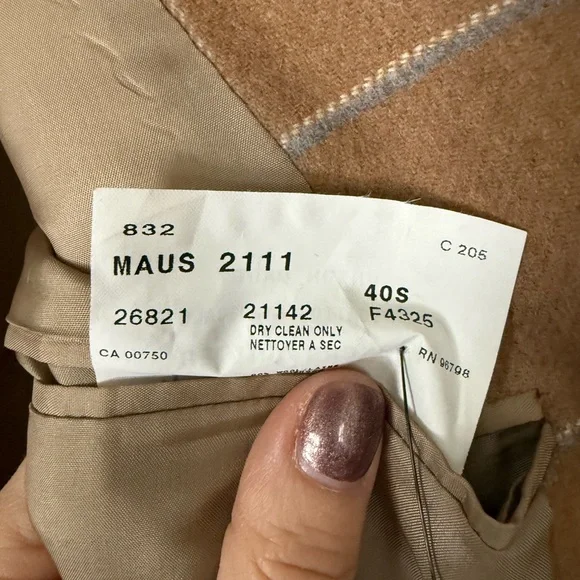 832
C 205
MAUS 2111
40S
26821 21142 F4325
DRY CLEAN ONLY
NETTOYER A SEC
CA 00750
RN 96798